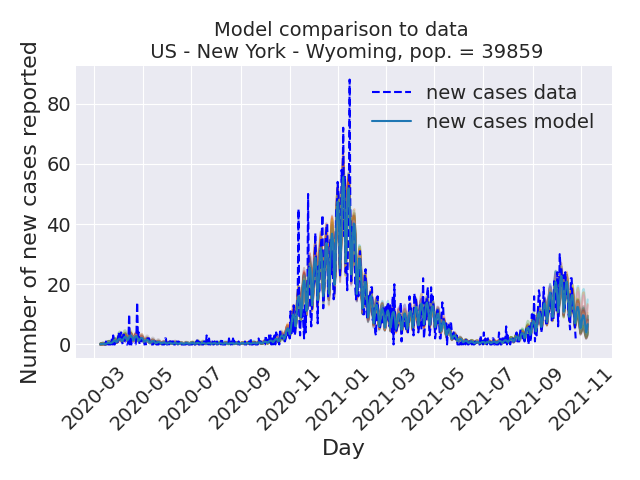 Model comparison to data
US - New York - Wyoming, pop. = 39859
Number of new cases reported
80
60
40
20
0
new cases data
new cases model
2020-03
2020-05
2020-07
2020-09
2020-11
2021-01
2021-03
2021-05
2021-07
2021-09
2021-11
Day